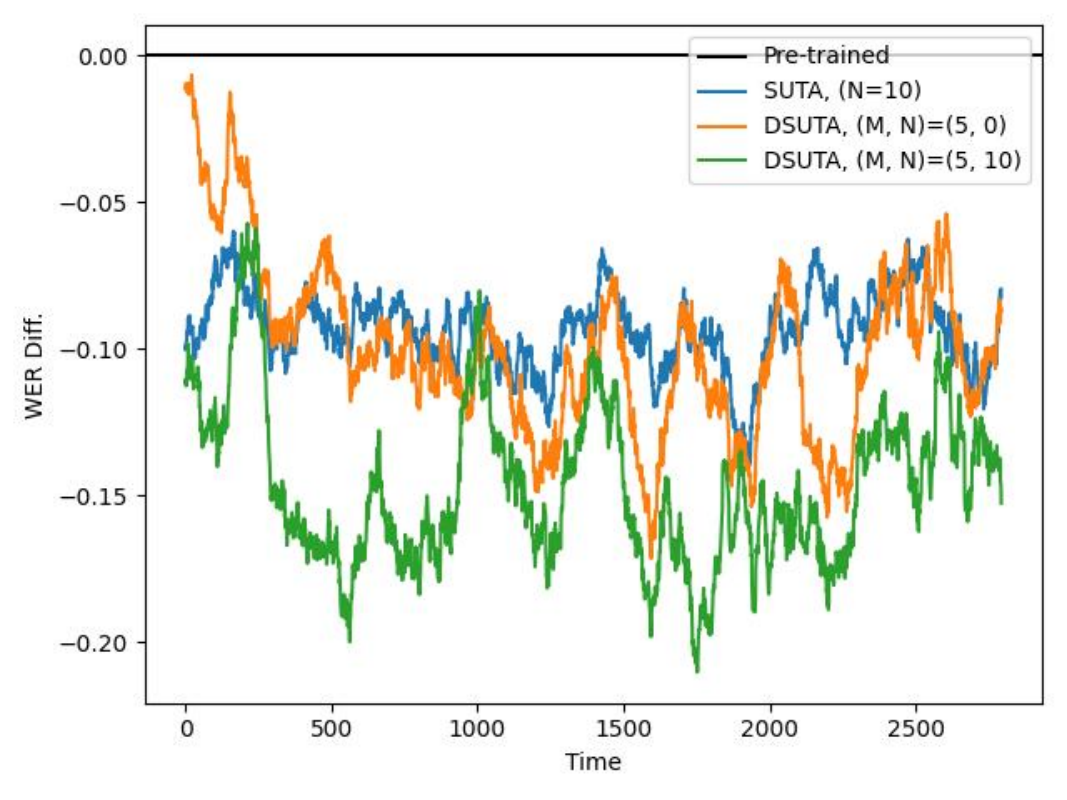 0.00
−0.05
−0.10
−0.15
−0.20
WER Diff.
Pre-trained
SUTA, (N=10)
DSUTA, (M, N)=(5, 0)
DSUTA, (M, N)=(5, 10)
0 500 1000 1500 2000 2500
Time